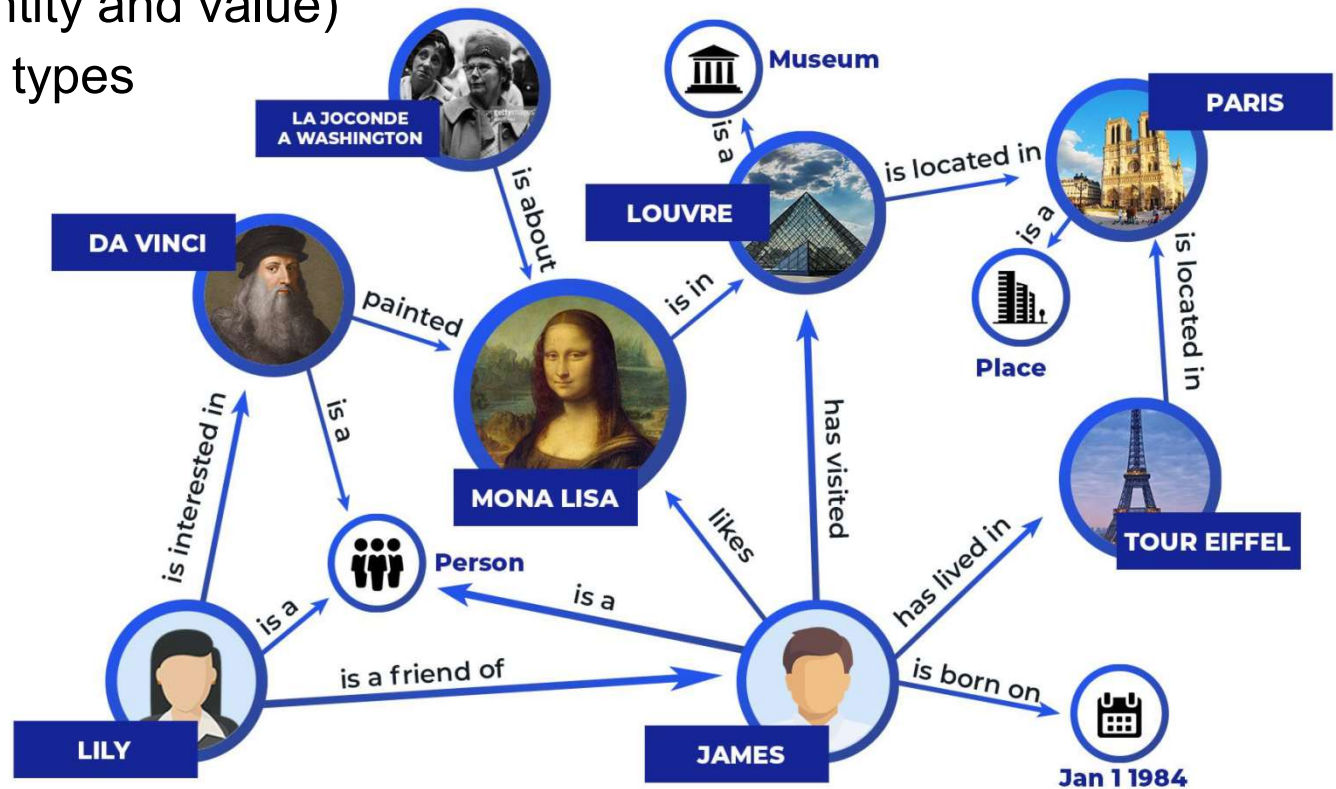 ntity and value)
types
LA JOCONDE
A WASHINGTON
Museum
PARIS
is a
is located in
is about
LOUVRE
DA VINCI
is a
is located in
painted
is in
Place
is a
has visited
is interested in
MONA LISA
likes
TOUR EIFFEL
Person
has lived in
is a
is a
is a friend of
is born on
LILY
JAMES
Jan 1 1984